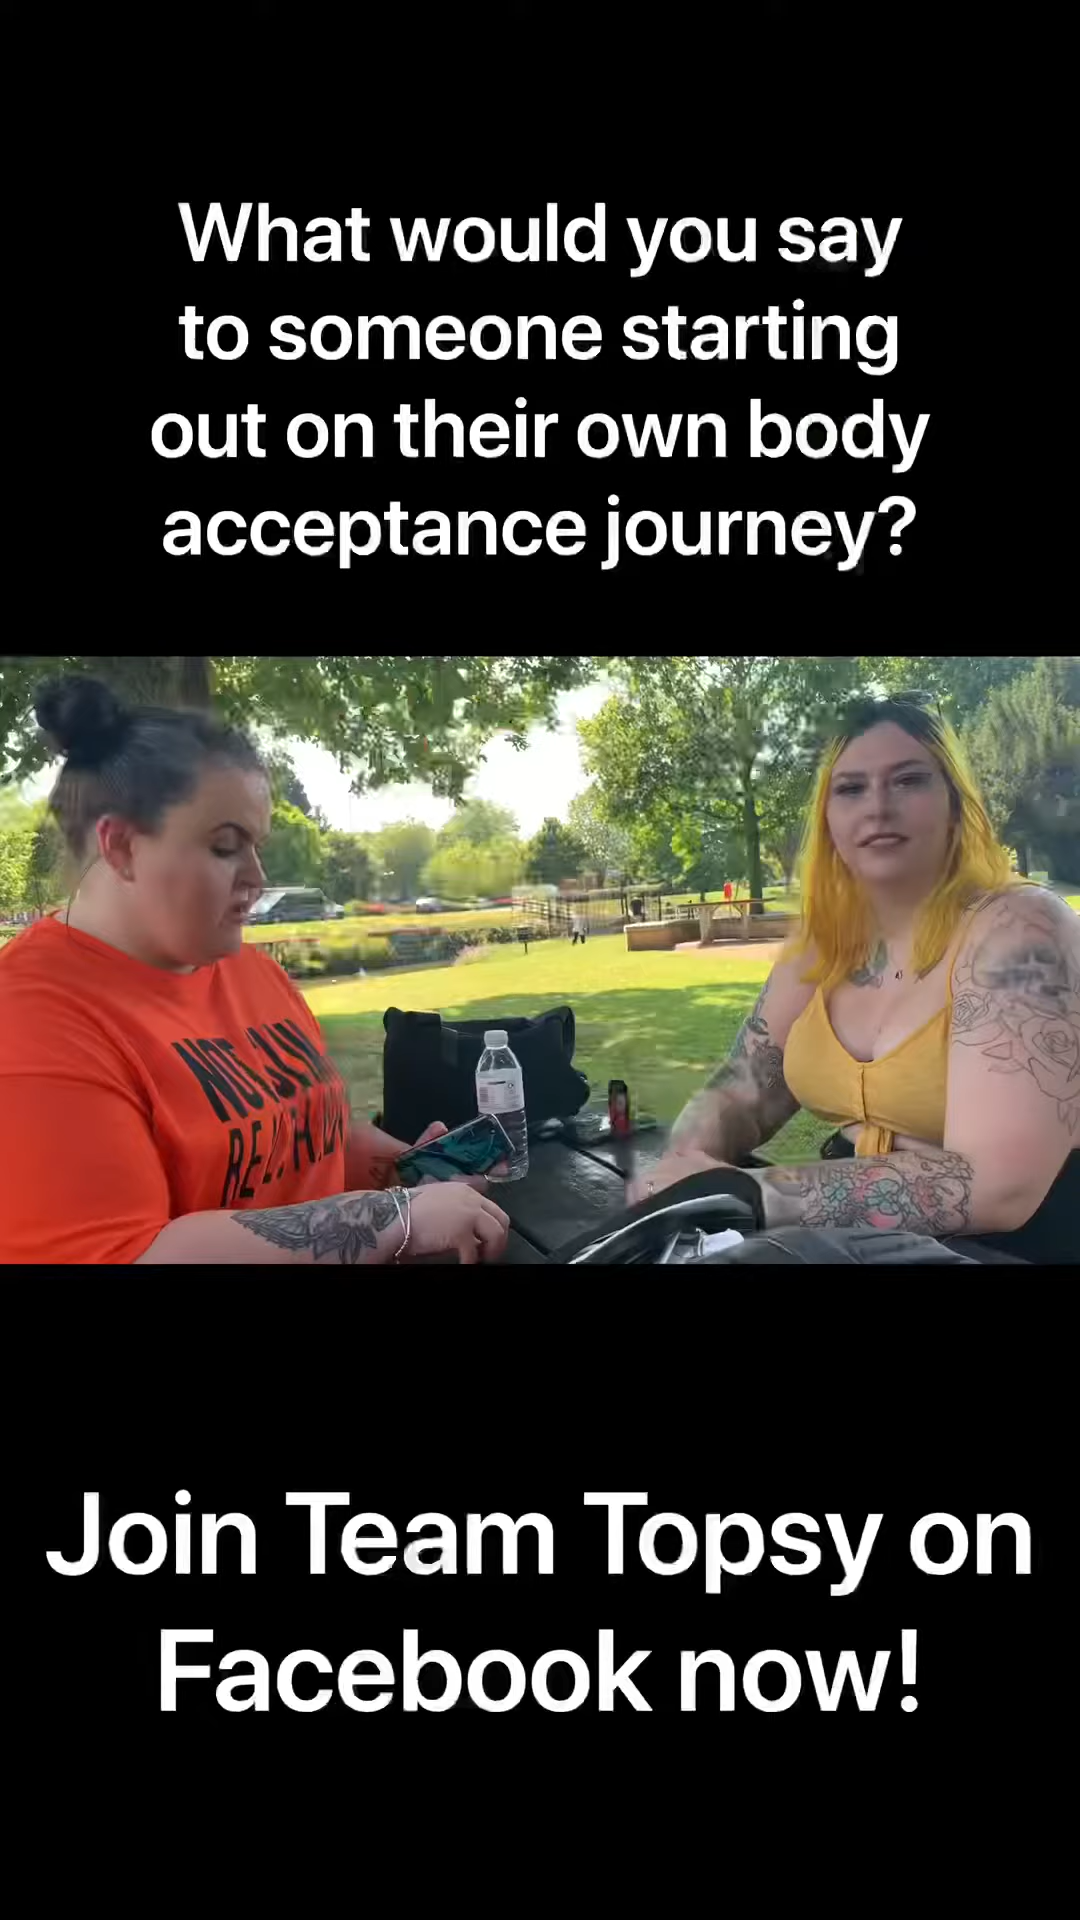 What would you say
to someone starting
out on their own body
acceptance journey?
Join Team Topsy on
Facebook now!